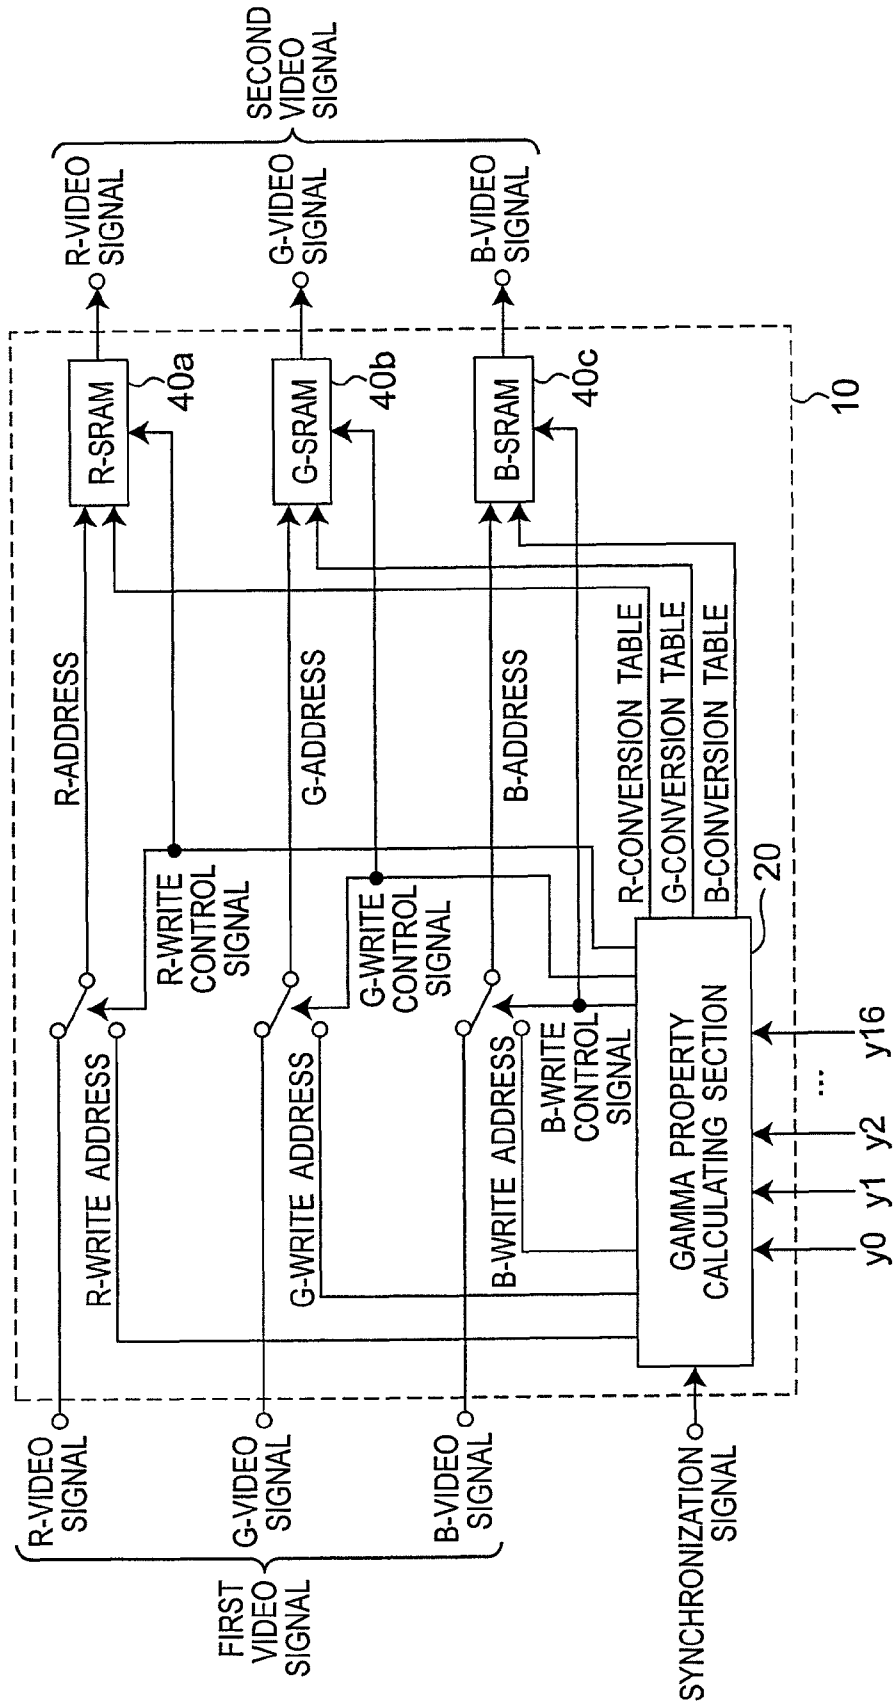 FIRST
VIDEO
SIGNAL
R-VIDEO
SIGNAL
G-VIDEO
SIGNAL
B-VIDEO
SIGNAL
SYNCHRONIZATION
SIGNAL
R-WRITE ADDRESS
G-WRITE ADDRESS
B-WRITE ADDRESS
R-WRITE
CONTROL
SIGNAL
G-WRITE
CONTROL
SIGNAL
B-WRITE
CONTROL
SIGNAL
R-ADDRESS
G-ADDRESS
B-ADDRESS
GAMMA PROPERTY
CALCULATING SECTION
20
y0
y1
y2
...
y16
R-CONVERSION TABLE
G-CONVERSION TABLE
B-CONVERSION TABLE
R-SRAM
40a
G-SRAM
40b
B-SRAM
40c
10
R-VIDEO
SIGNAL
G-VIDEO
SIGNAL
B-VIDEO
SIGNAL
SECOND
VIDEO
SIGNAL